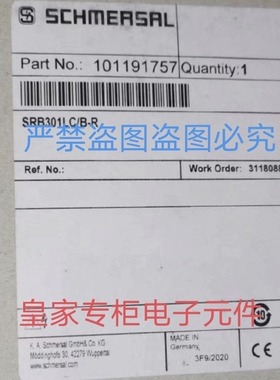 SCHMERSAL
Part No.: 101191757 Quantity: 1
SRB301LC/B-R
严禁盗图盗图必究
Ref. No.: Work Order:
皇家专柜电子元件
K. A. Schmersal GmbH & Co. KG
Möddinghofe 30, 42279 Wuppertal
www.schmersal.com
MADE IN
Germany
3F9/2020
CE
10